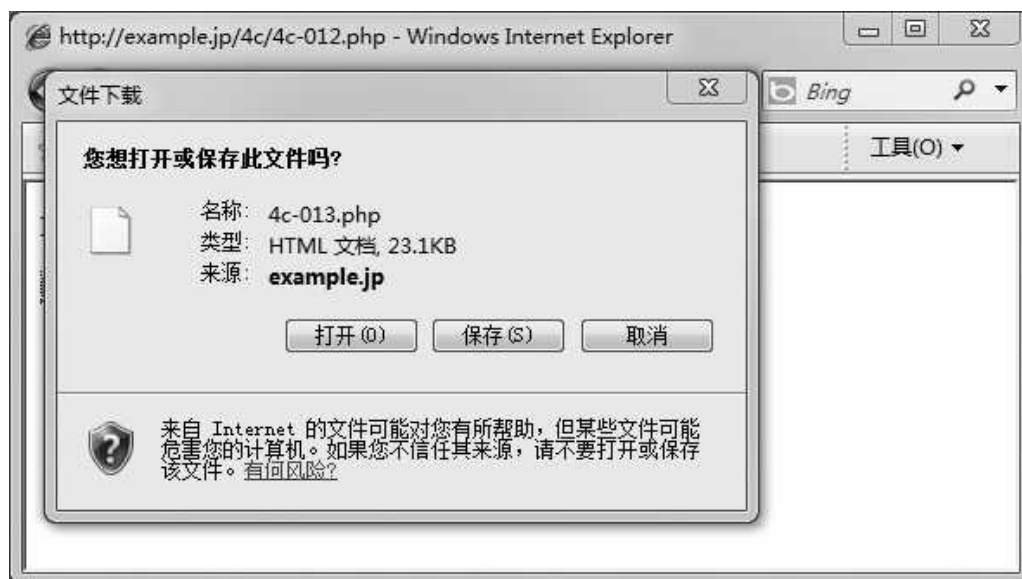 http://example.jp/4c/4c-012.php - Windows Internet Explorer
Bing
文件下载
工具(O)
您想打开或保存此文件吗?
名称: 4c-013.php
类型: HTML 文档, 23.1KB
来源: example.jp
打开(O) 保存(S) 取消
来自 Internet 的文件可能对您有所帮助，但某些文件可能
危害您的计算机。如果您不信任其来源，请不要打开或保存
该文件。有何风险?